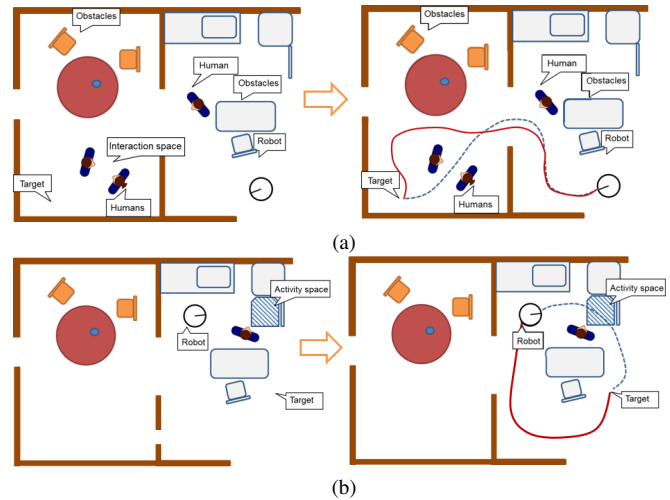 Obstacles
Human
Obstacles
Interaction space
Robot
Target
Humans
Obstacles
Human
Obstacles
Robot
Target
Humans
(a)
Activity space
Robot
Target
Activity space
Robot
Target
(b)